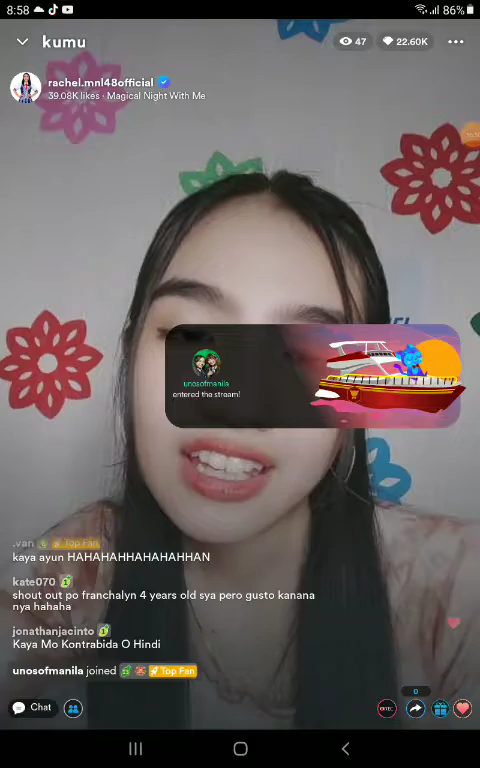 8:58
86%
kumu
47
22.60K
rachel.mnl48official
39.08K likes · Magical Night With Me
unosofmanila
entered the stream!
.van Top Fan
kaya ayun HAHAHAHHAHAHAHHAN
kate070
shout out po franchalyn 4 years old sya pero gusto kanana
nya hahaha
jonathanjacinto
Kaya Mo Kontrabida O Hindi
unosofmanila joined Top Fan
0
Chat